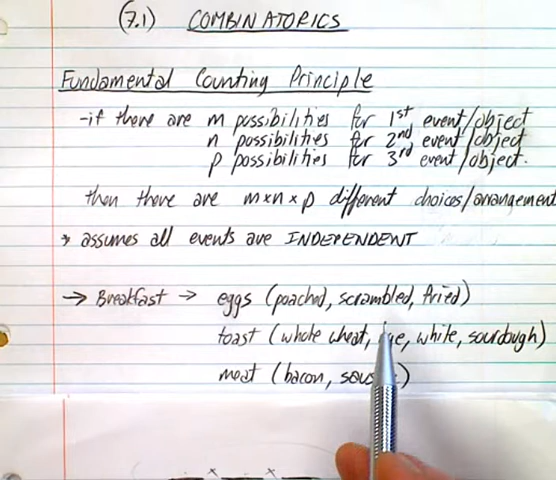 (7.1) COMBINATORICS
Fundamental Counting Principle
-if there are m possibilities for 1st event/object
n possibilities for 2nd event/object
p possibilities for 3rd event/object.
then there are m×n×p different choices/arrangement
* assumes all events are INDEPENDENT
→ Breakfast → eggs (poached, scrambled, fried)
toast (whole wheat, white, sourdough)
meat (bacon,
_ × _ × _